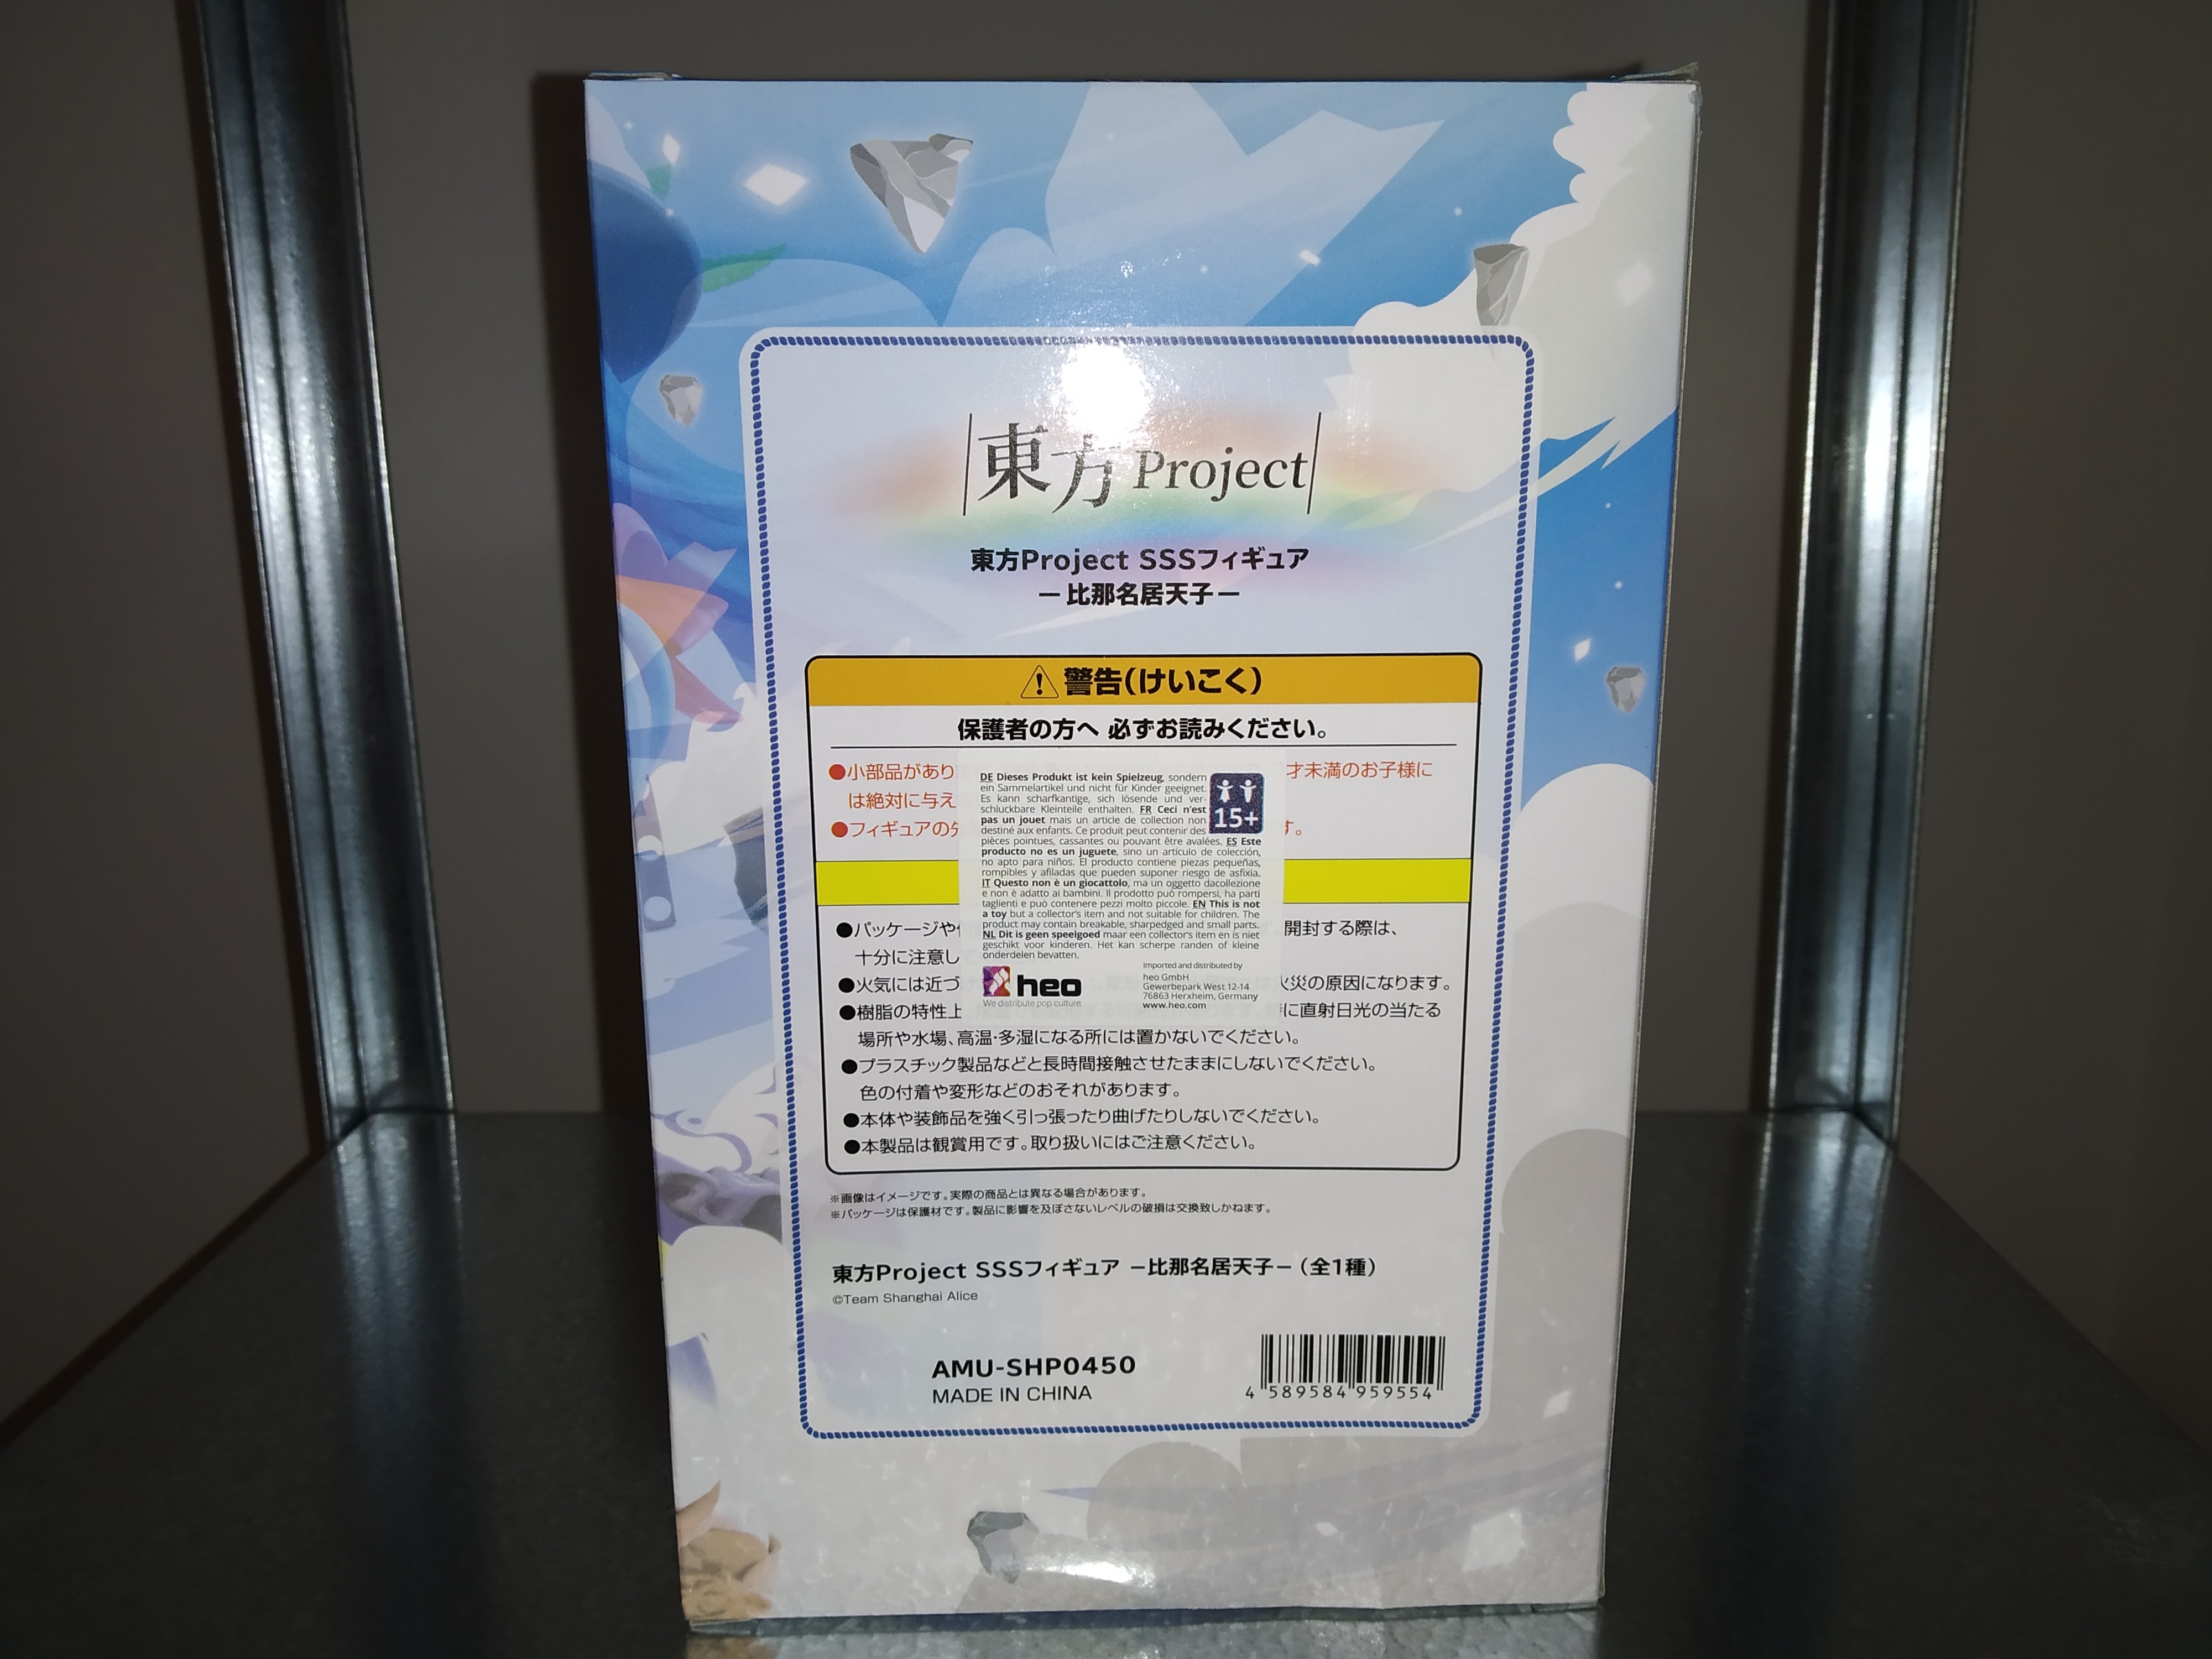 東方 Project
東方Project SSSフィギュア
ー 比那名居天子 ー
警告(けいこく)
保護者の方へ 必ずお読みください。
●小部品があり
才未満のお子様に
は絶対に与え
●フィギュアの先
す。
●パッケージや
開封する際は、
十分に注意し
●火気には近づ
火災の原因になります。
●樹脂の特性上
に直射日光の当たる
場所や水場、高温・多湿になる所には置かないでください。
●プラスチック製品などと長時間接触させたままにしないでください。
色の付着や変形などのおそれがあります。
●本体や装飾品を強く引っ張ったり曲げたりしないでください。
●本製品は観賞用です。取り扱いにはご注意ください。
DE Dieses Produkt ist kein Spielzeug, sondern
ein Sammelartikel und nicht für Kinder geeignet.
Es kann scharfkantige, sich lösende und ver-
schluckbare Kleinteile enthalten. FR Ceci n'est
pas un jouet mais un article de collection non
destiné aux enfants. Ce produit peut contenir des
pièces pointues, cassantes ou pouvant être avalées. ES Este
producto no es un juguete, sino un artículo de colección,
no apto para niños. El producto contiene piezas pequeñas,
rompibles y afiladas que pueden suponer riesgo de asfixia.
IT Questo non è un giocattolo, ma un oggetto dacollezione
e non è adatto ai bambini. Il prodotto può rompersi, ha parti
taglienti e può contenere pezzi molto piccole. EN This is not
a toy but a collector's item and not suitable for children. The
product may contain breakable, sharpedged and small parts.
NL Dit is geen speelgoed maar een collector's item en is niet
geschikt voor kinderen. Het kan scherpe randen of kleine
onderdelen bevatten.
15+
heo
We distribute pop culture
Imported and distributed by
heo GmbH
Gewerbepark West 12-14
76863 Herxheim, Germany
www.heo.com
※画像はイメージです。実際の商品とは異なる場合があります。
※パッケージは保護材です。製品に影響を及ぼさないレベルの破損は交換致しかねます。
東方Project SSSフィギュア ー比那名居天子ー (全1種)
©Team Shanghai Alice
AMU-SHP0450
MADE IN CHINA
4 589584 959554